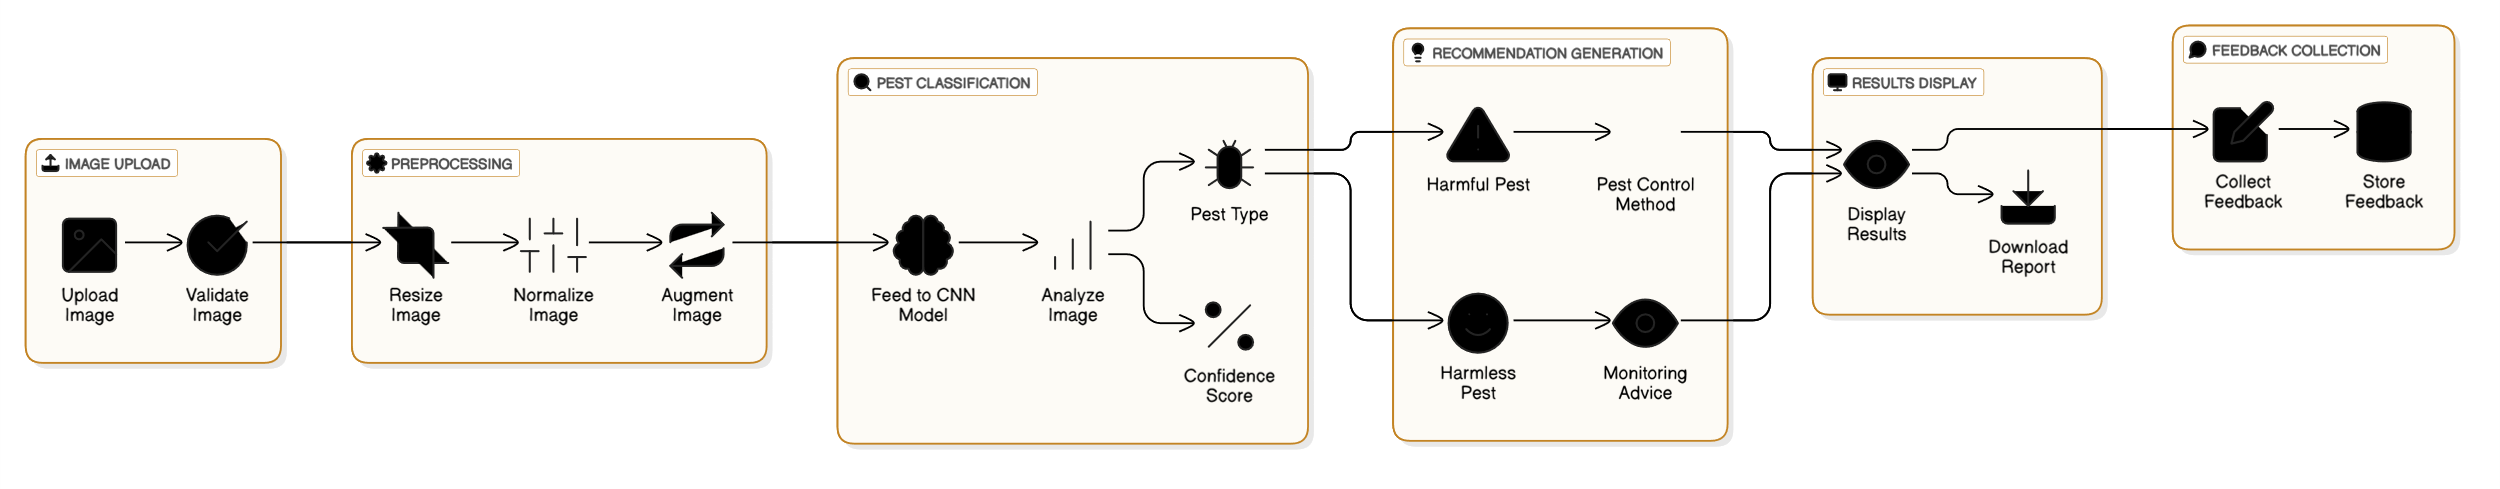 IMAGE UPLOAD
Upload
Image
Validate
Image
PREPROCESSING
Resize
Image
Normalize
Image
Augment
Image
PEST CLASSIFICATION
Feed to CNN
Model
Analyze
Image
Pest Type
Confidence
Score
RECOMMENDATION GENERATION
Harmful Pest
Pest Control
Method
Harmless
Pest
Monitoring
Advice
RESULTS DISPLAY
Display
Results
Download
Report
FEEDBACK COLLECTION
Collect
Feedback
Store
Feedback